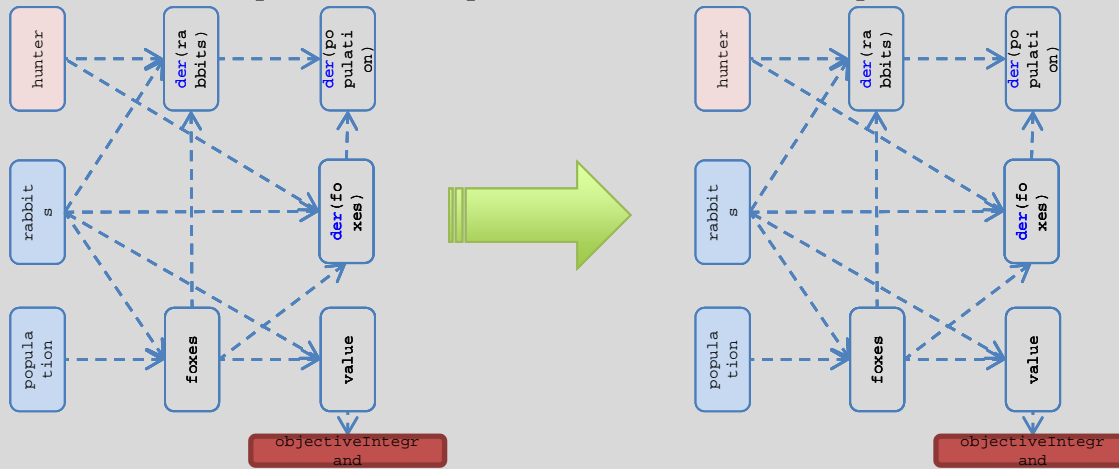 hunter
der(ra
bbits)
der(po
pulati
on)
rabbit
s
der(fo
xes)
popula
tion
foxes
value
objectiveIntegr
and
hunter
der(ra
bbits)
der(po
pulati
on)
rabbit
s
der(fo
xes)
popula
tion
foxes
value
objectiveIntegr
and